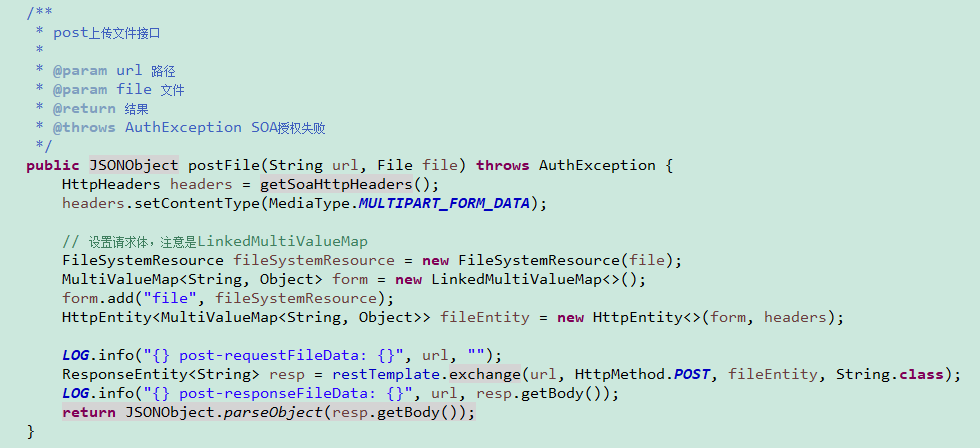 /**
 * post上传文件接口
 *
 * @param url 路径
 * @param file 文件
 * @return 结果
 * @throws AuthException SOA授权失败
 */
public JSONObject postFile(String url, File file) throws AuthException {
    HttpHeaders headers = getSoaHttpHeaders();
    headers.setContentType(MediaType.MULTIPART_FORM_DATA);

    // 设置请求体，注意是LinkedMultiValueMap
    FileSystemResource fileSystemResource = new FileSystemResource(file);
    MultiValueMap<String, Object> form = new LinkedMultiValueMap<>();
    form.add("file", fileSystemResource);
    HttpEntity<MultiValueMap<String, Object>> fileEntity = new HttpEntity<>(form, headers);

    LOG.info("{} post-requestFileData: {}", url, "");
    ResponseEntity<String> resp = restTemplate.exchange(url, HttpMethod.POST, fileEntity, String.class);
    LOG.info("{} post-responseFileData: {}", url, resp.getBody());
    return JSONObject.parseObject(resp.getBody());
}